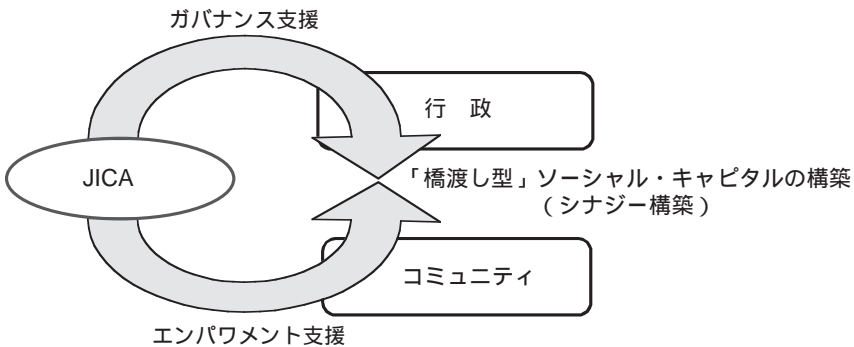 ガバナンス支援
行　政
JICA
「橋渡し型」ソーシャル・キャピタルの構築
（シナジー構築）
コミュニティ
エンパワメント支援